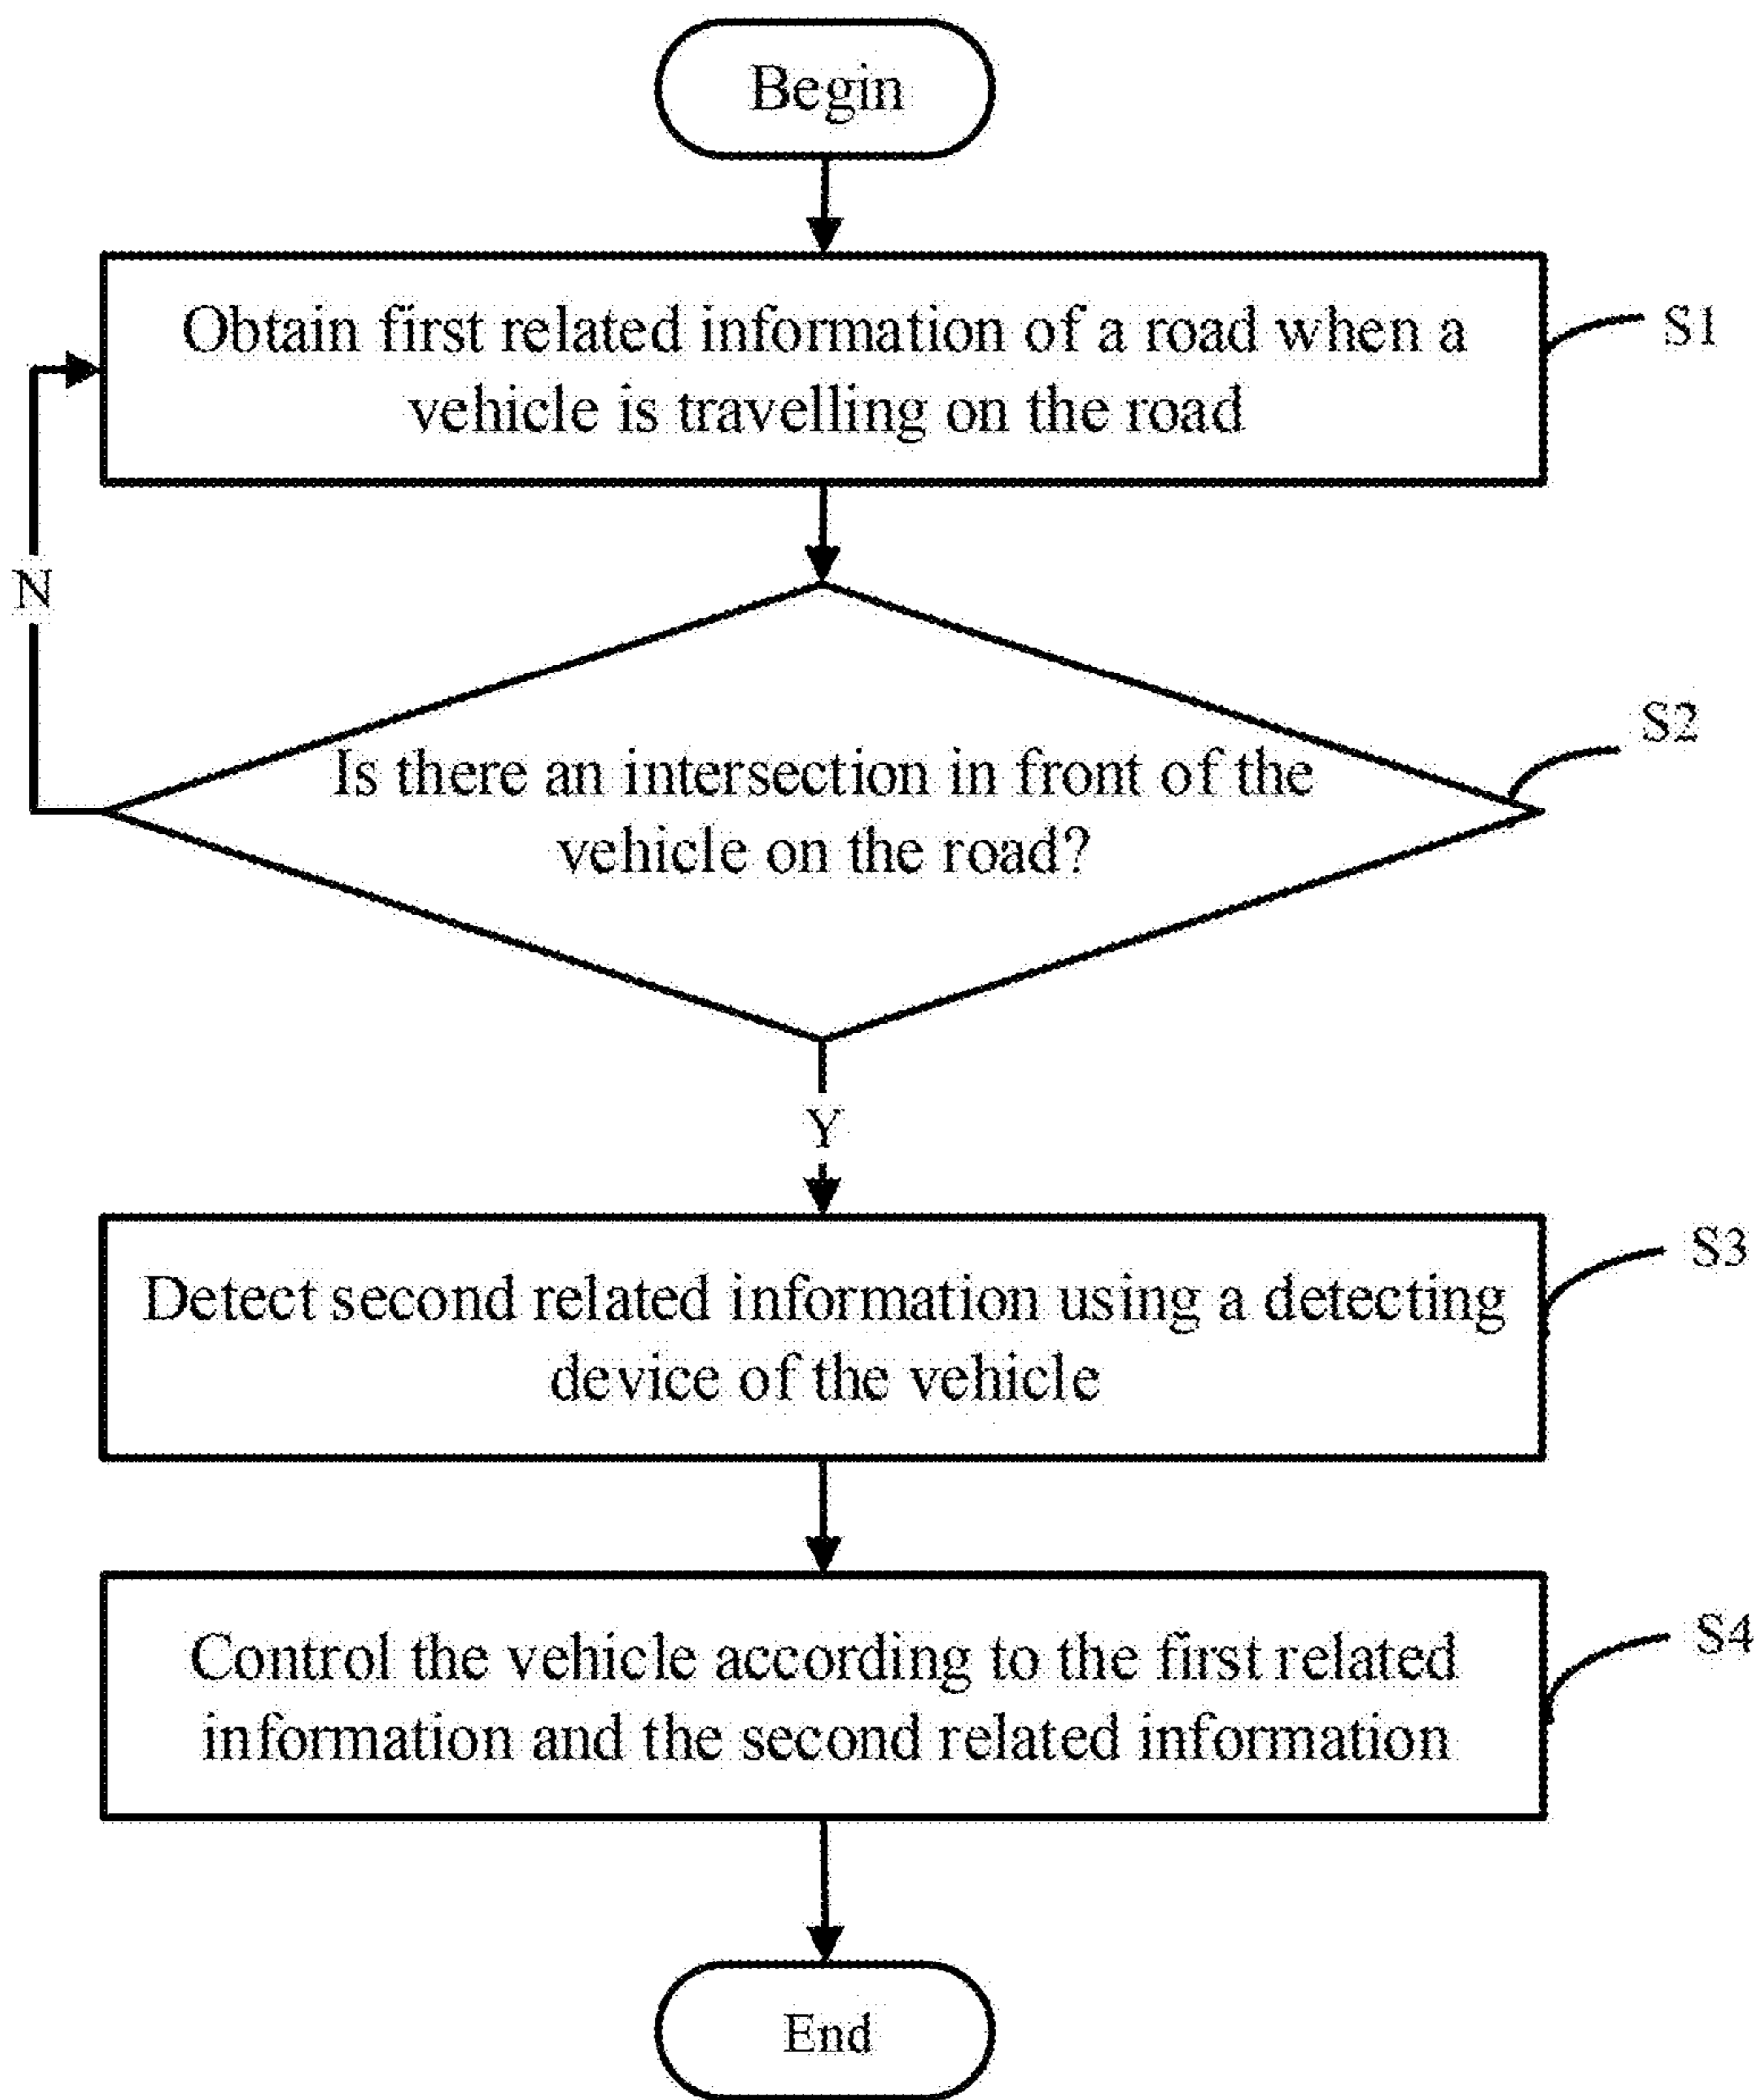 Begin
Obtain first related information of a road when a
vehicle is travelling on the road
S1
N
Is there an intersection in front of the
vehicle on the road?
S2
Y
Detect second related information using a detecting
device of the vehicle
S3
Control the vehicle according to the first related
information and the second related information
S4
End